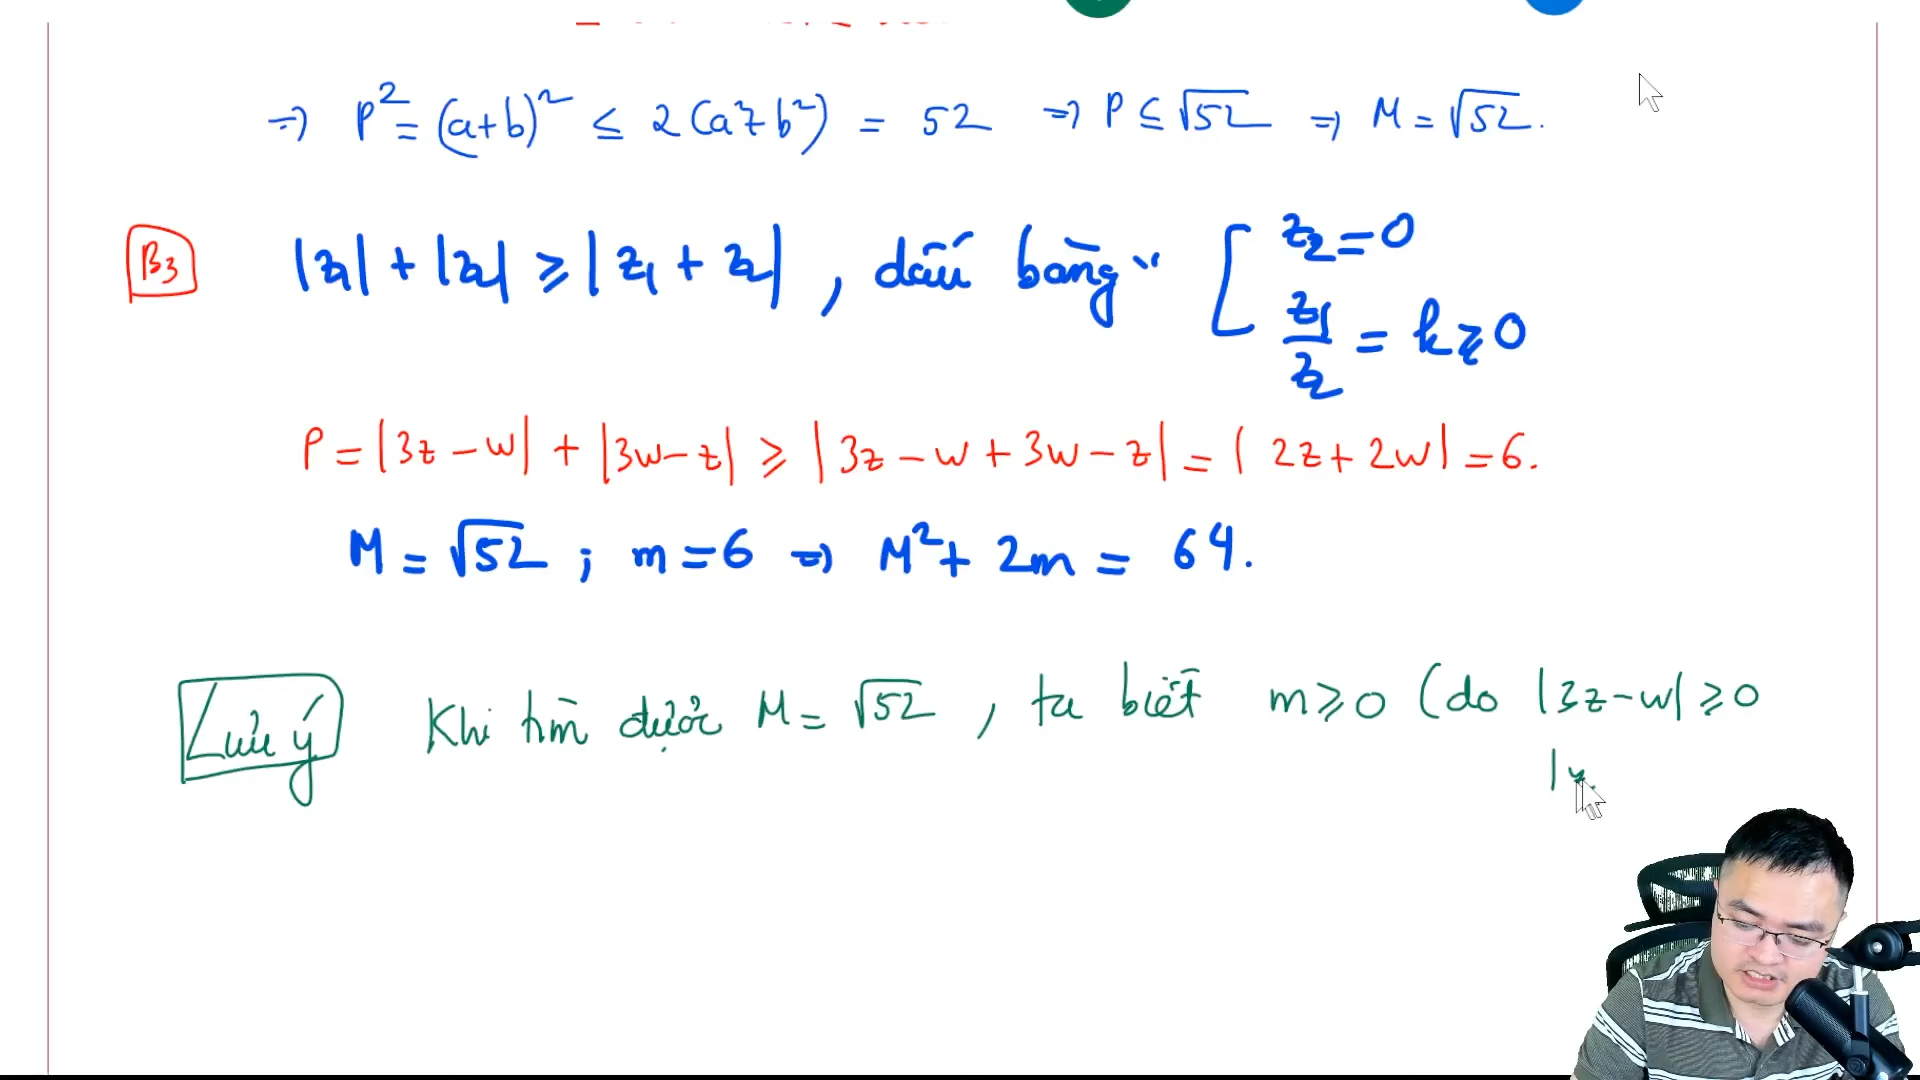 ⇒ P² = (a+b)² ≤ 2(a²+b²) = 52 ⇒ P ≤ √52 ⇒ M = √52.
B3 |z₁| + |z₂| ≥ |z₁ + z₂|, dấu bằng" [ z₂ = 0
z₁/z₂ = k ≥ 0
P = |3z − w| + |3w − z| ≥ |3z − w + 3w − z| = |2z + 2w| = 6.
M = √52 ; m = 6 ⇒ M² + 2m = 64.
Lưu ý Khi tìm được M = √52, ta biết m ≥ 0 (do |3z − w| ≥ 0